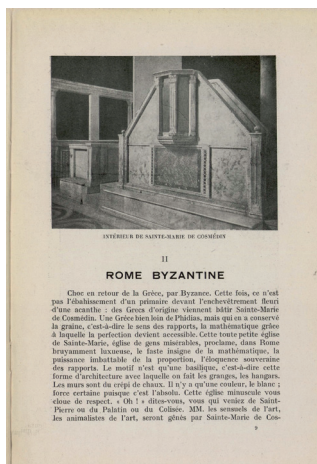 INTÉRIEUR DE SAINTE-MARIE DE COSMÉDIN
II
ROME BYZANTINE
Choc en retour de la Grèce, par Byzance. Cette fois, ce n'est
pas l'ébahissement d'un primaire devant l'enchevêtrement fleuri
d'une acanthe : des Grecs d'origine viennent bâtir Sainte-Marie
de Cosmédin. Une Grèce bien loin de Phidias, mais qui en a conservé
la graine, c'est-à-dire le sens des rapports, la mathématique grâce
à laquelle la perfection devient accessible. Cette toute petite église
de Sainte-Marie, église de gens misérables, proclame, dans Rome
bruyamment luxueuse, le faste insigne de la mathématique, la
puissance imbattable de la proportion, l'éloquence souveraine
des rapports. Le motif n'est qu'une basilique, c'est-à-dire cette
forme d'architecture avec laquelle on fait les granges, les hangars.
Les murs sont du crépi de chaux. Il n'y a qu'une couleur, le blanc ;
force certaine puisque c'est l'absolu. Cette église minuscule vous
cloue de respect. « Oh ! » dites-vous, vous qui veniez de Saint-
Pierre ou du Palatin ou du Colisée. MM. les sensuels de l'art,
les animalistes de l'art, seront gênés par Sainte-Marie de Cos-
9